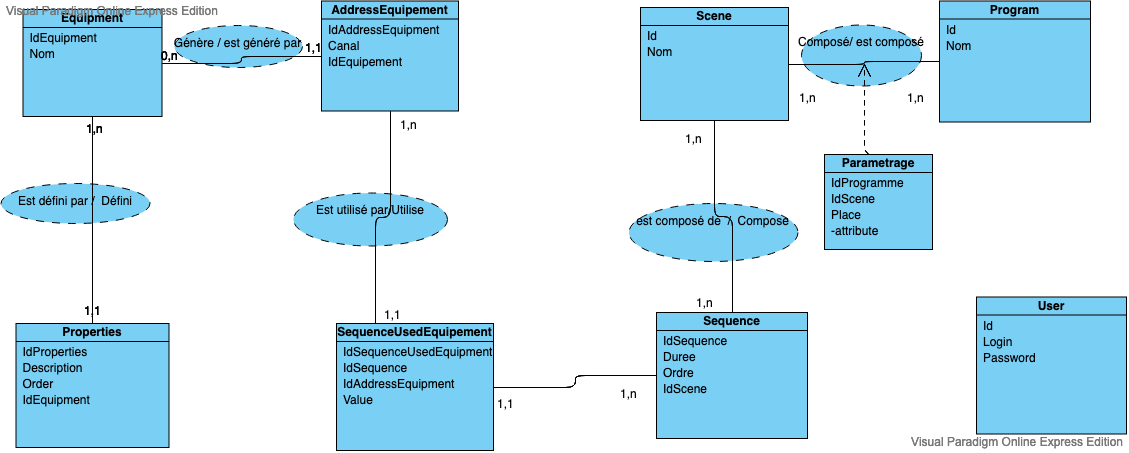 Visual Paradigm Online Express Edition
Equipment
IdEquipment
Nom
Génère / est généré par
0,n
1,1
AddressEquipement
IdAddressEquipment
Canal
IdEquipement
Scene
Id
Nom
Composé/ est composé
1,n
1,n
Program
Id
Nom
1,n
1,n
1,n
Parametrage
IdProgramme
IdScene
Place
-attribute
Est défini par / Défini
Est utilisé par/Utilise
est composé de / Compose
1,1
1,1
1,n
Properties
IdProperties
Description
Order
IdEquipment
SequenceUsedEquipement
IdSequenceUsedEquipment
IdSequence
IdAddressEquipment
Value
1,1
1,n
Sequence
IdSequence
Duree
Ordre
IdScene
User
Id
Login
Password
Visual Paradigm Online Express Edition